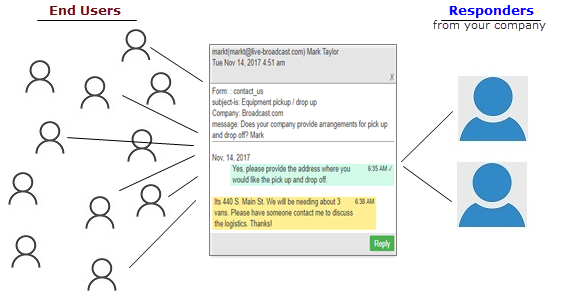 End Users
Responders
from your company
markt(markt@live-broadcast.com) Mark Taylor
Tue Nov 14, 2017 4:51 am
X
Form: : contact_us
subject-is: Equipment pickup / drop up
Company: Broadcast.com
message: Does your company provide arrangements for pick up
and drop off? Mark
Nov, 14, 2017
Yes, please provide the address where you 6:35 AM ✓
would like the pick up and drop off.
Its 440 S. Main St. We will be needing about 3 6:38 AM
vans. Please have someone contact me to discuss
the logistics. Thanks!
Reply